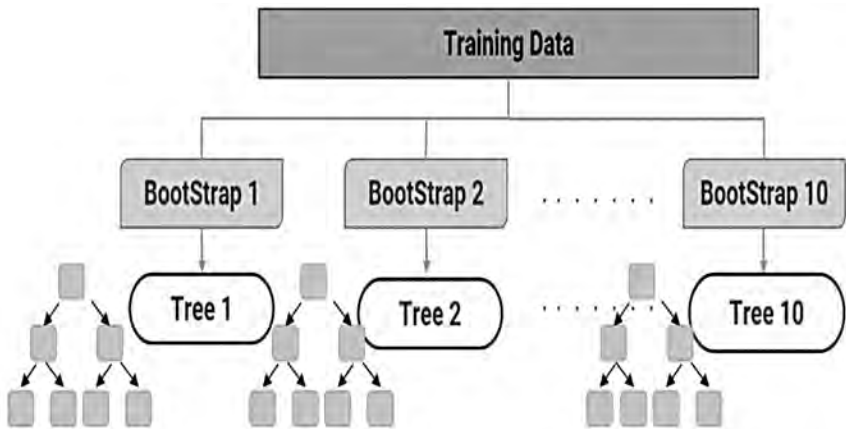 Training Data
BootStrap 1
BootStrap 2
BootStrap 10
Tree 1
Tree 2
Tree 10